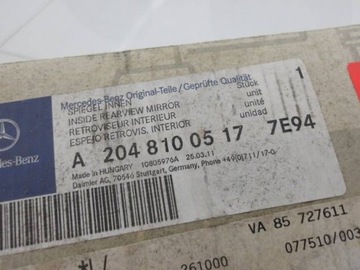 Mercedes-Benz Original-Teile / Geprüfte Qualität
SPIEGEL INNEN
INSIDE REARVIEW MIRROR
RETROVISEUR INTERIEUR
ESPEJO RETROVIS, INTERIOR
Stück
unit
unité
unidad
1
A 204 810 05 17 7E94
Made in HUNGARY 10805976A 25.03.11
Daimler AG, 70546 Stuttgart, Germany, Phone +49(0)711/17-0
des-Benz
VA 85 727611
261000
077510/003